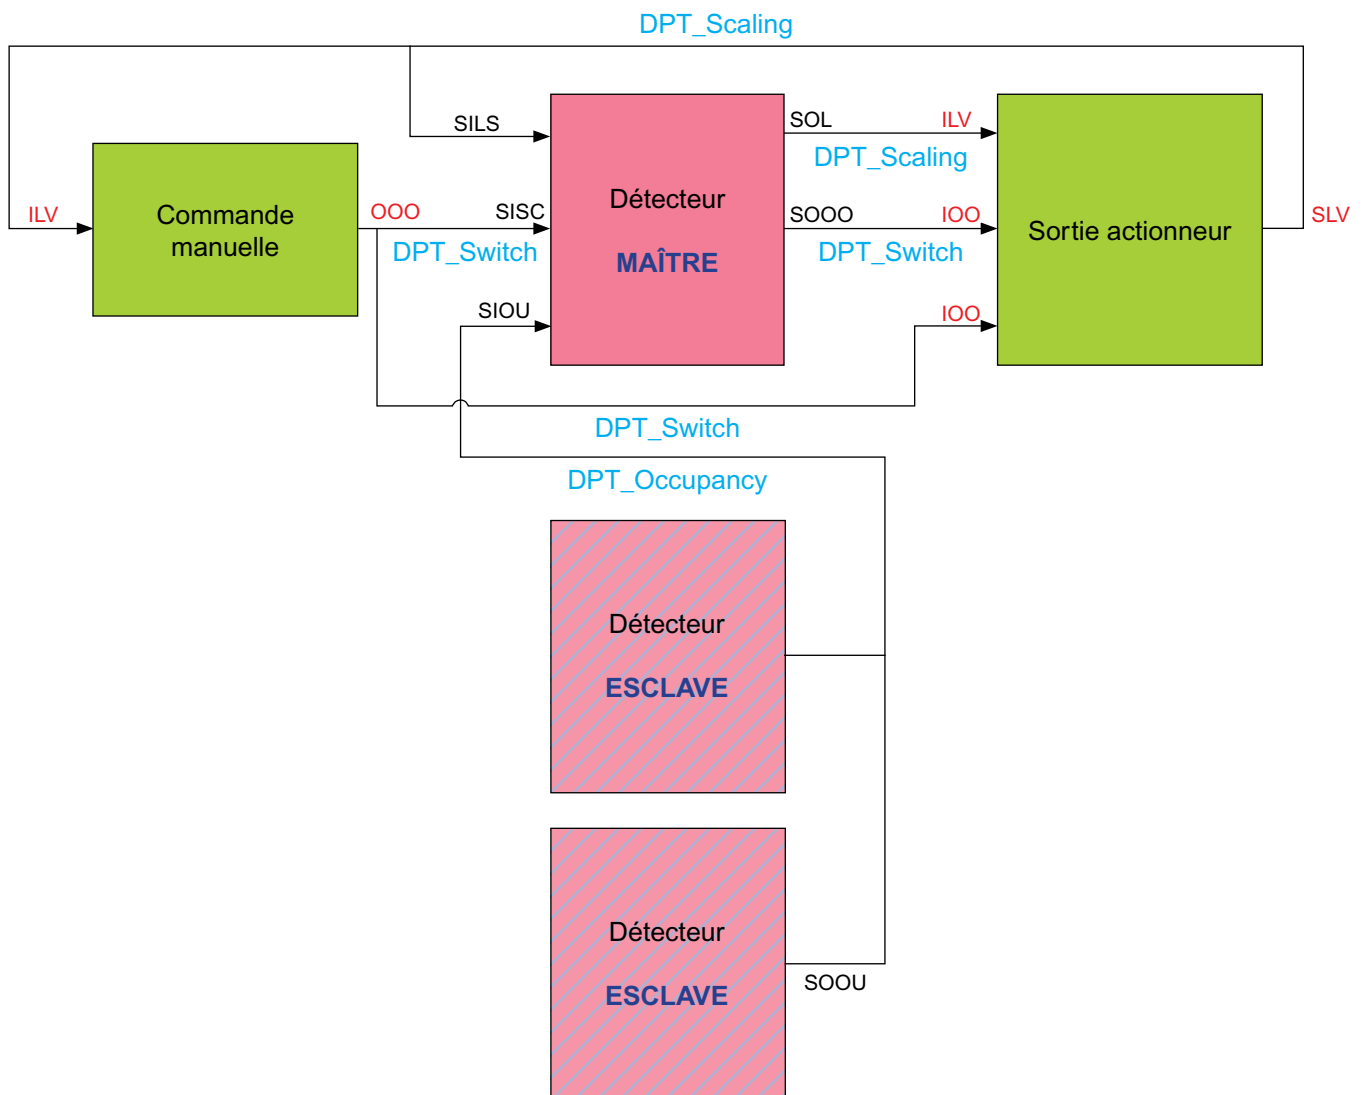 DPT_Scaling
SILS
SOL
ILV
DPT_Scaling
ILV
Commande
manuelle
OOO
SISC
DPT_Switch
Détecteur
MAÎTRE
SOOO
IOO
DPT_Switch
Sortie actionneur
SLV
SIOU
IOO
DPT_Switch
DPT_Occupancy
Détecteur
ESCLAVE
Détecteur
ESCLAVE
SOOU